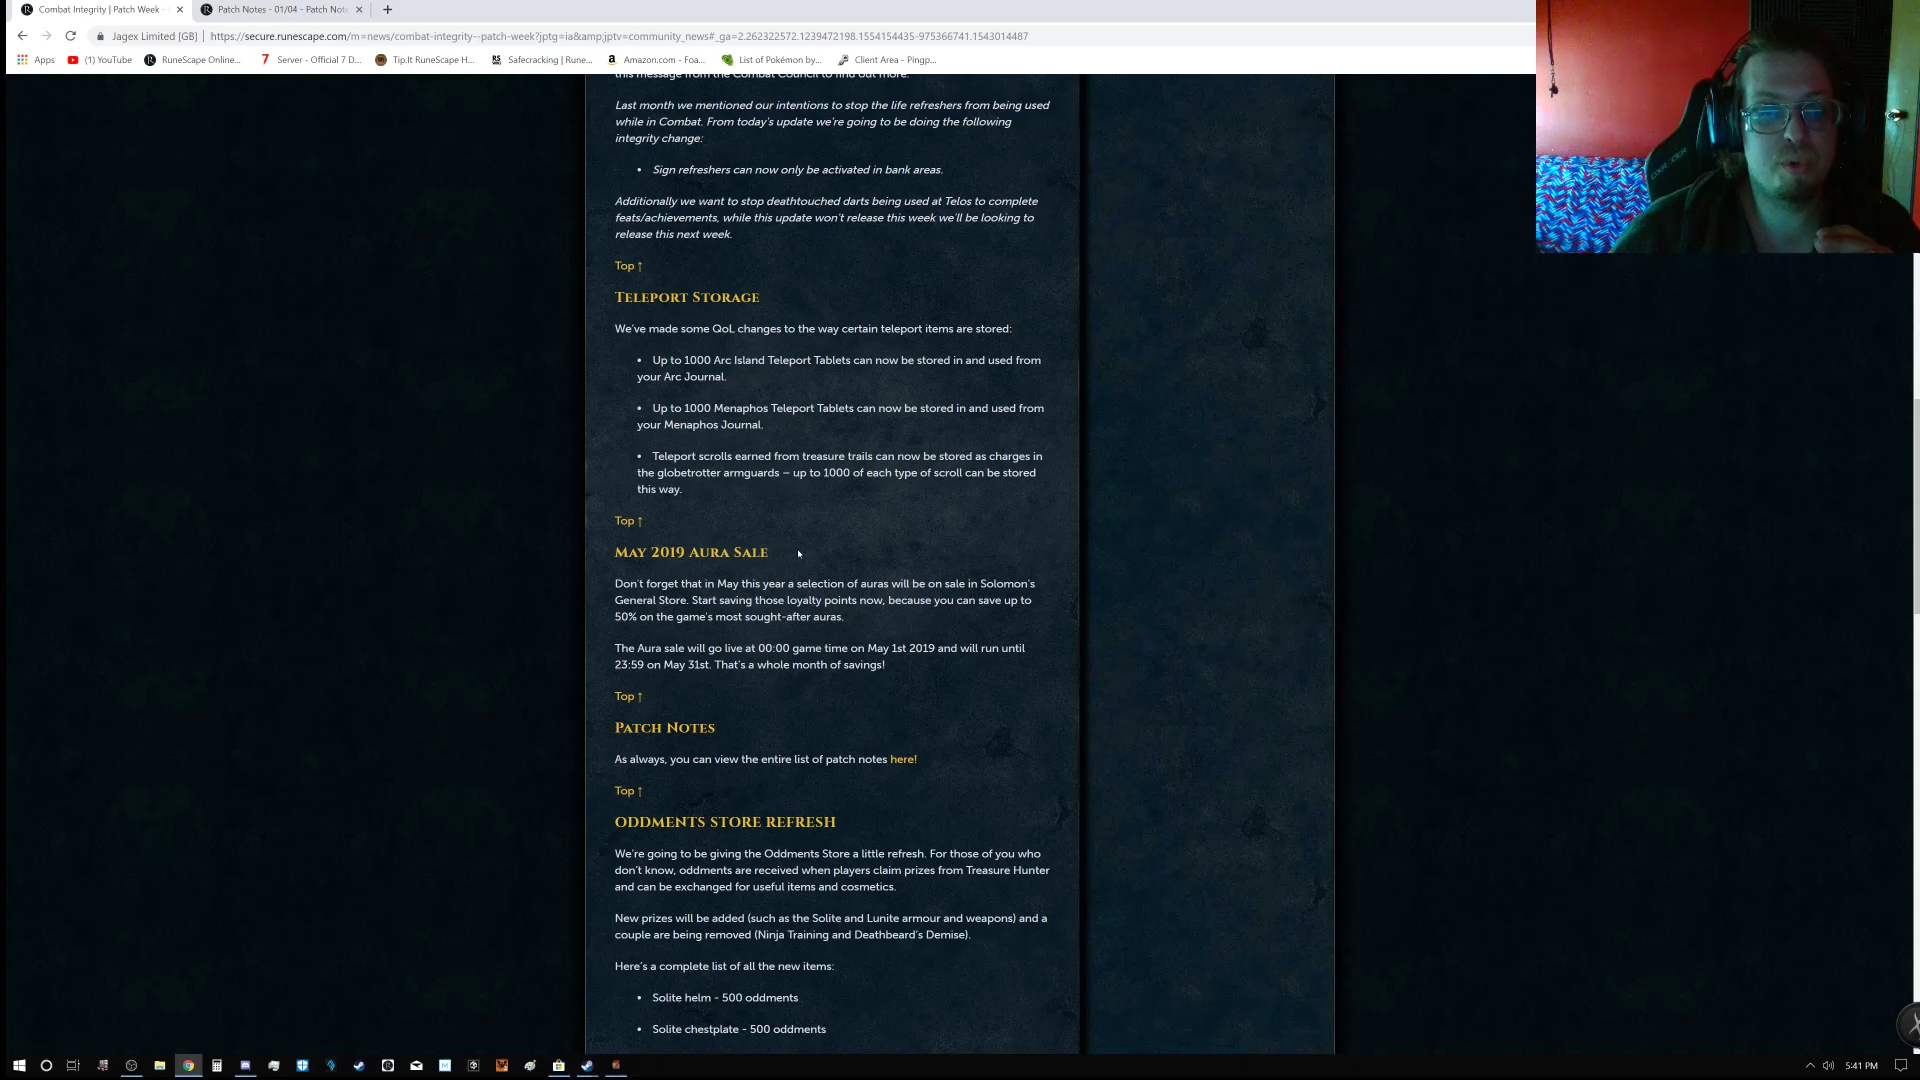 Combat Integrity | Patch Week -
Patch Notes - 01/04 - Patch Not
Jagex Limited [GB] | https://secure.runescape.com/m=news/combat-integrity--patch-week?jptg=ia&amp;jptv=community_news#_ga=2.262322572.1239472198.1554154435-975366741.1543014487
Apps (1) YouTube RuneScape Online... Server - Official 7 D... Tip.It RuneScape H... Safecracking | Rune... Amazon.com - Foa... List of Pokémon by... Client Area - Pingp...
this message from the Combat Council to find out more.
Last month we mentioned our intentions to stop the life refreshers from being used
while in Combat. From today's update we're going to be doing the following
integrity change:
• Sign refreshers can now only be activated in bank areas.
Additionally we want to stop deathtouched darts being used at Telos to complete
feats/achievements, while this update won't release this week we'll be looking to
release this next week.
Top ↑
TELEPORT STORAGE
We've made some QoL changes to the way certain teleport items are stored:
• Up to 1000 Arc Island Teleport Tablets can now be stored in and used from
your Arc Journal.
• Up to 1000 Menaphos Teleport Tablets can now be stored in and used from
your Menaphos Journal.
• Teleport scrolls earned from treasure trails can now be stored as charges in
the globetrotter armguards – up to 1000 of each type of scroll can be stored
this way.
Top ↑
MAY 2019 AURA SALE
Don't forget that in May this year a selection of auras will be on sale in Solomon's
General Store. Start saving those loyalty points now, because you can save up to
50% on the game's most sought-after auras.
The Aura sale will go live at 00:00 game time on May 1st 2019 and will run until
23:59 on May 31st. That's a whole month of savings!
Top ↑
PATCH NOTES
As always, you can view the entire list of patch notes here!
Top ↑
ODDMENTS STORE REFRESH
We're going to be giving the Oddments Store a little refresh. For those of you who
don't know, oddments are received when players claim prizes from Treasure Hunter
and can be exchanged for useful items and cosmetics.
New prizes will be added (such as the Solite and Lunite armour and weapons) and a
couple are being removed (Ninja Training and Deathbeard's Demise).
Here's a complete list of all the new items:
• Solite helm - 500 oddments
• Solite chestplate - 500 oddments
5:41 PM